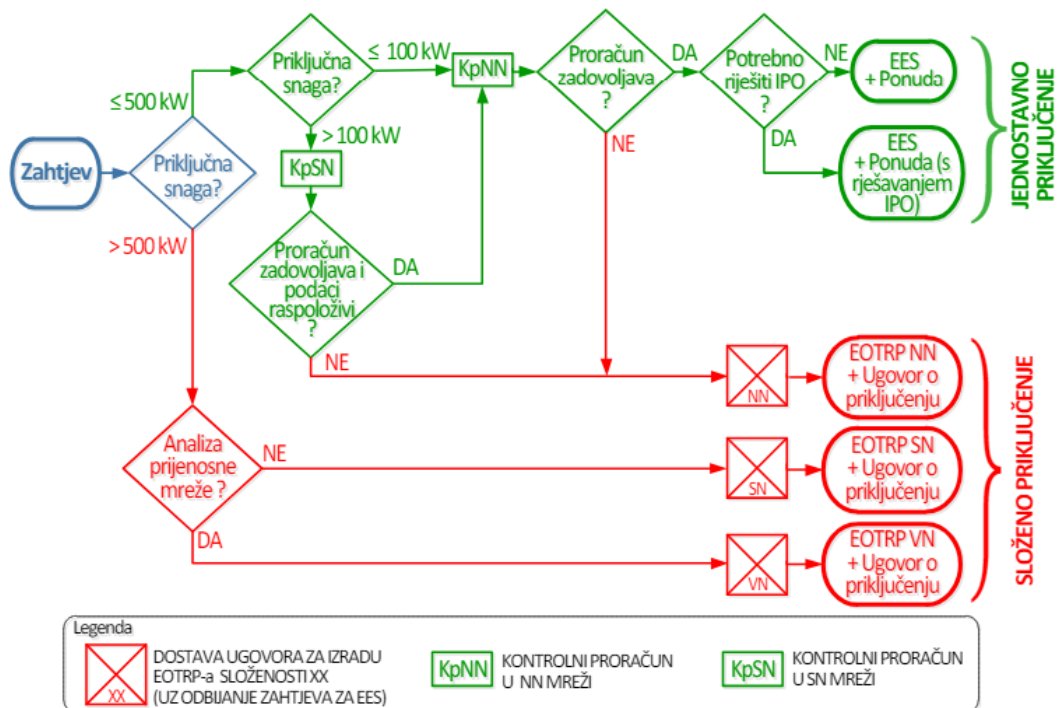 Priključna
snaga?
≤ 100 kW
KpNN
Proračun
zadovoljava
?
DA
Potrebno
riješiti IPO
?
NE
EES
+ Ponuda
JEDNOSTAVNO
PRIKLJUČENJE
≤ 500 kW
>100 kW
NE
DA
Zahtjev
Priključna
snaga?
KpSN
EES
+ Ponuda (s
rješavanjem
IPO)
> 500 kW
Proračun
zadovoljava i
podaci
raspoloživi
?
DA
NE
NN
EOTRP NN
+ Ugovor o
priključenju
SLOŽENO PRIKLJUČENJE
Analiza
prijenosne
mreže ?
NE
SN
EOTRP SN
+ Ugovor o
priključenju
DA
VN
EOTRP VN
+ Ugovor o
priključenju
Legenda
XX
DOSTAVA UGOVORA ZA IZRADU
EOTRP-a SLOŽENOSTI XX
(UZ ODBIJANJE ZAHTJEVA ZA EES)
KpNN
KONTROLNI PRORAČUN
U NN MREŽI
KpSN
KONTROLNI PRORAČUN
U SN MREŽI